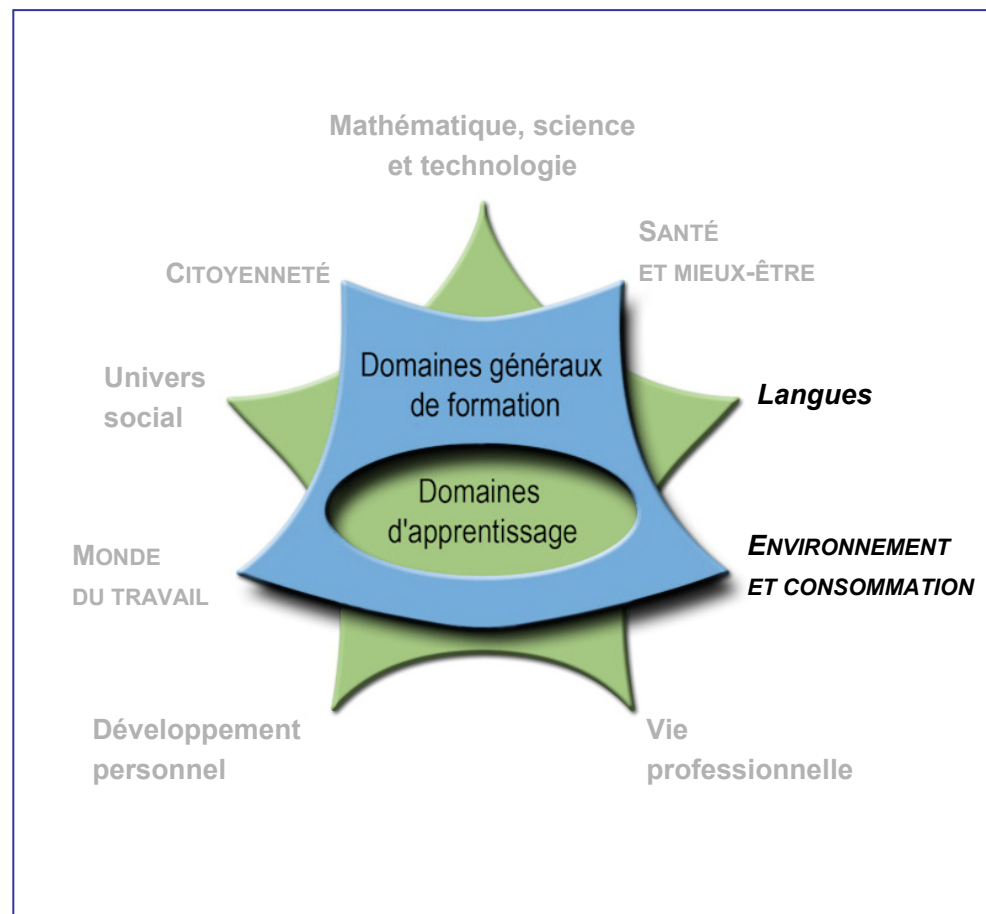 Mathématique, science
et technologie
SANTÉ
ET MIEUX-ÊTRE
CITOYENNETÉ
Domaines généraux
de formation
Univers
social
Langues
Domaines
d'apprentissage
ENVIRONNEMENT
ET CONSOMMATION
MONDE
DU TRAVAIL
Développement
personnel
Vie
professionnelle